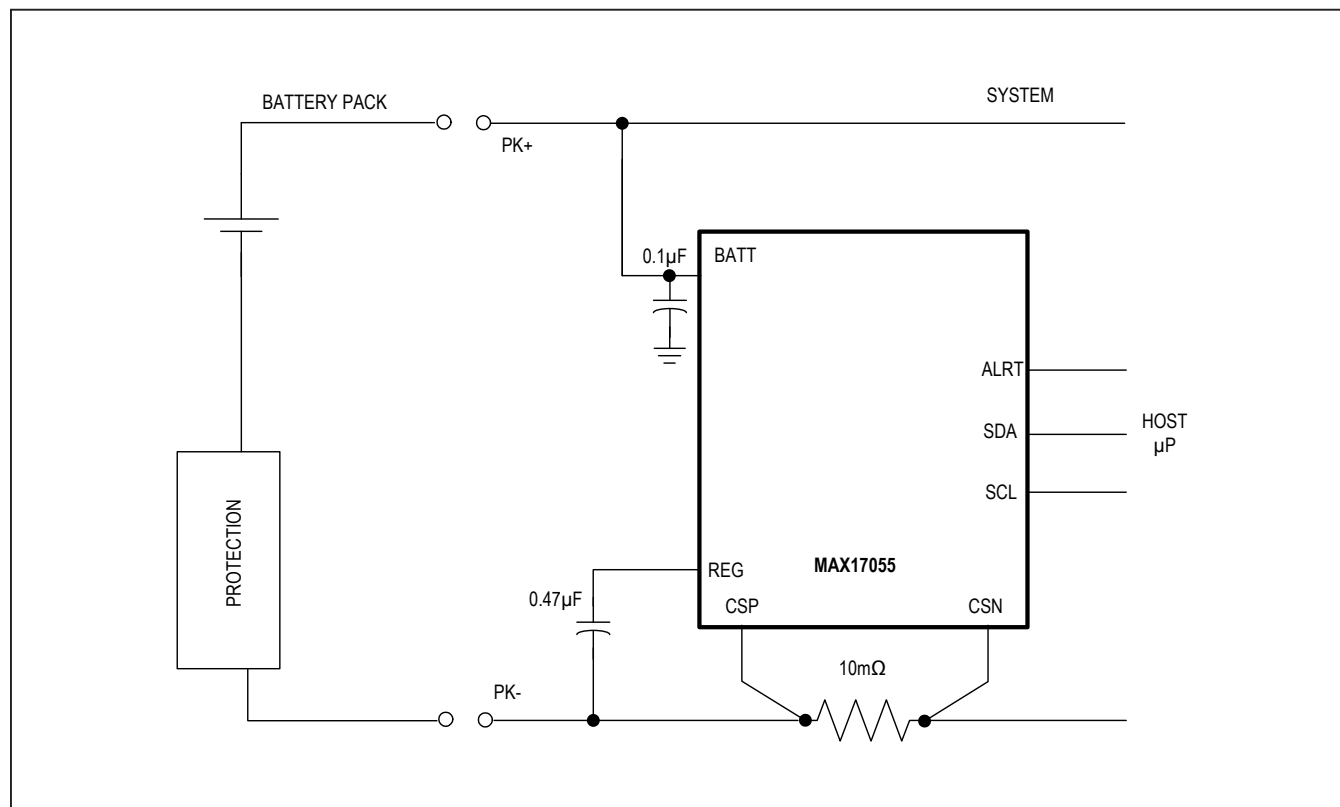 BATTERY PACK
SYSTEM
PK+
0.1µF
BATT
ALRT
SDA
HOST
µP
SCL
PROTECTION
REG
MAX17055
0.47µF
CSP
CSN
10mΩ
PK-